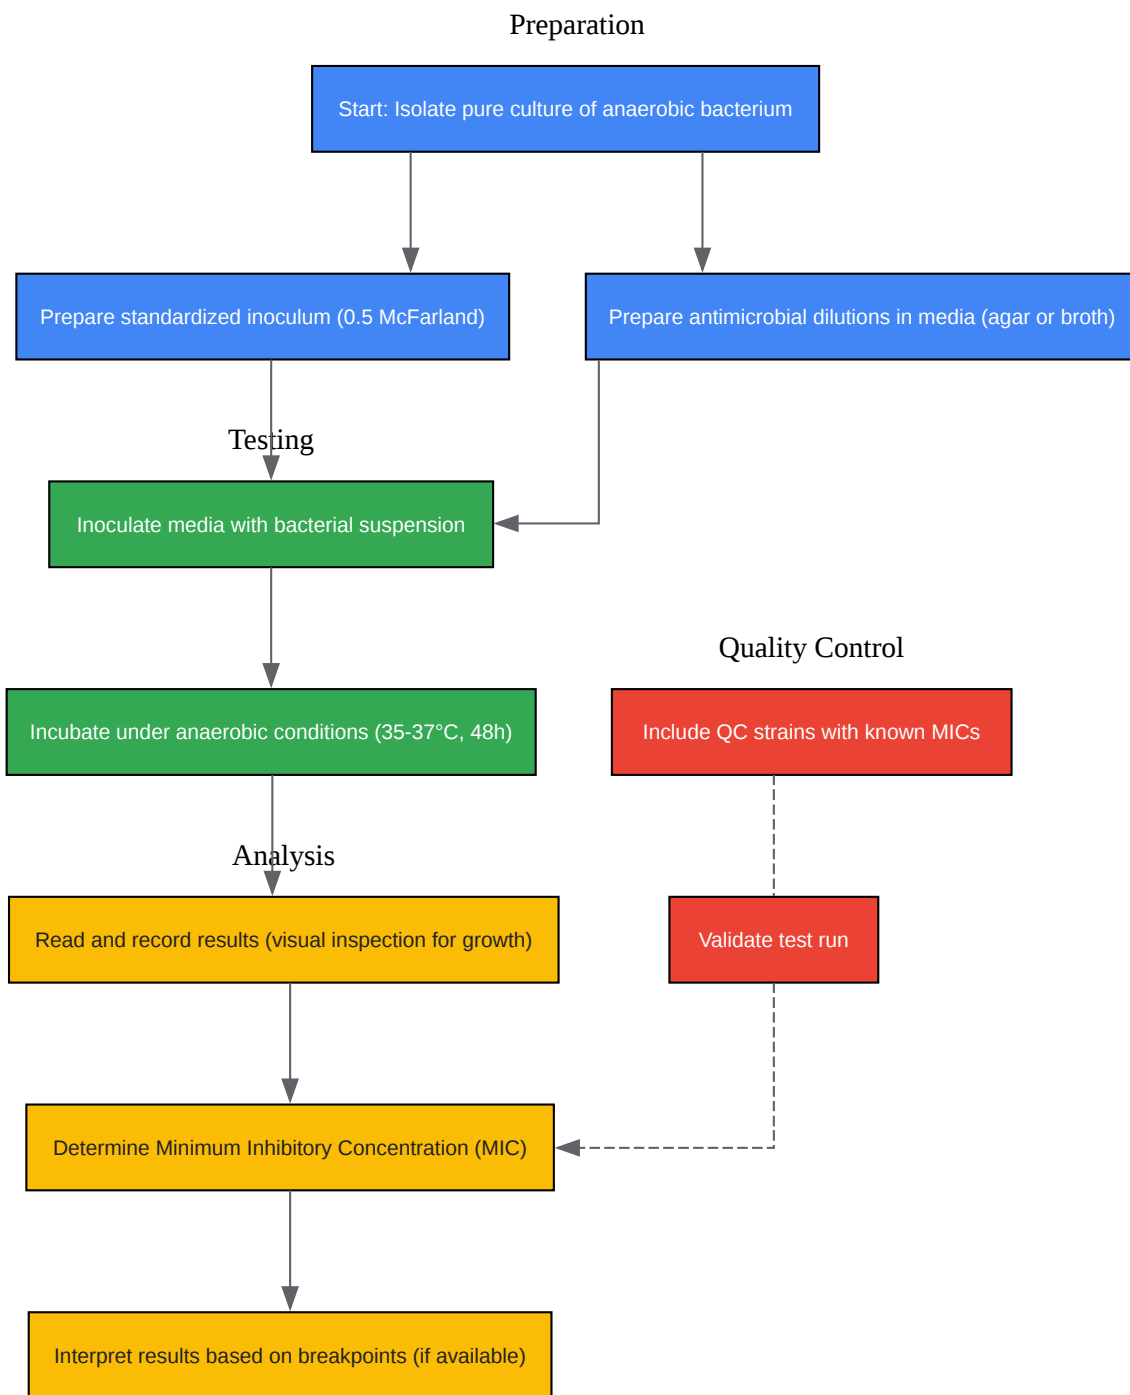 Preparation
Start: Isolate pure culture of anaerobic bacterium
Prepare standardized inoculum (0.5 McFarland)
Prepare antimicrobial dilutions in media (agar or broth)
Testing
Inoculate media with bacterial suspension
Quality Control
Incubate under anaerobic conditions (35-37°C, 48h)
Include QC strains with known MICs
Analysis
Read and record results (visual inspection for growth)
Validate test run
Determine Minimum Inhibitory Concentration (MIC)
Interpret results based on breakpoints (if available)